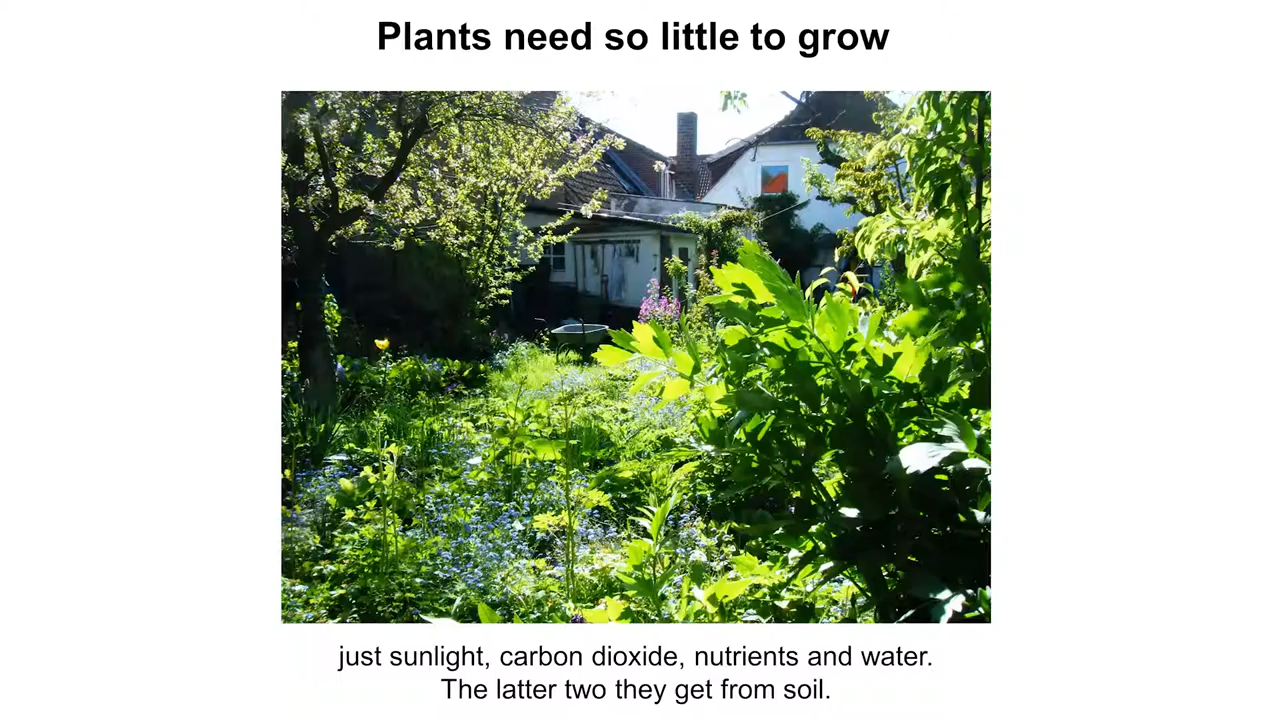 Plants need so little to grow
just sunlight, carbon dioxide, nutrients and water.
The latter two they get from soil.